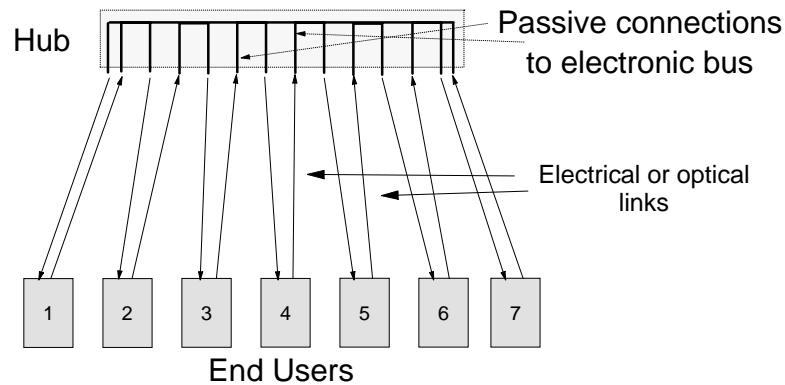 Hub
Passive connections
to electronic bus
Electrical or optical
links
1 2 3 4 5 6 7
End Users